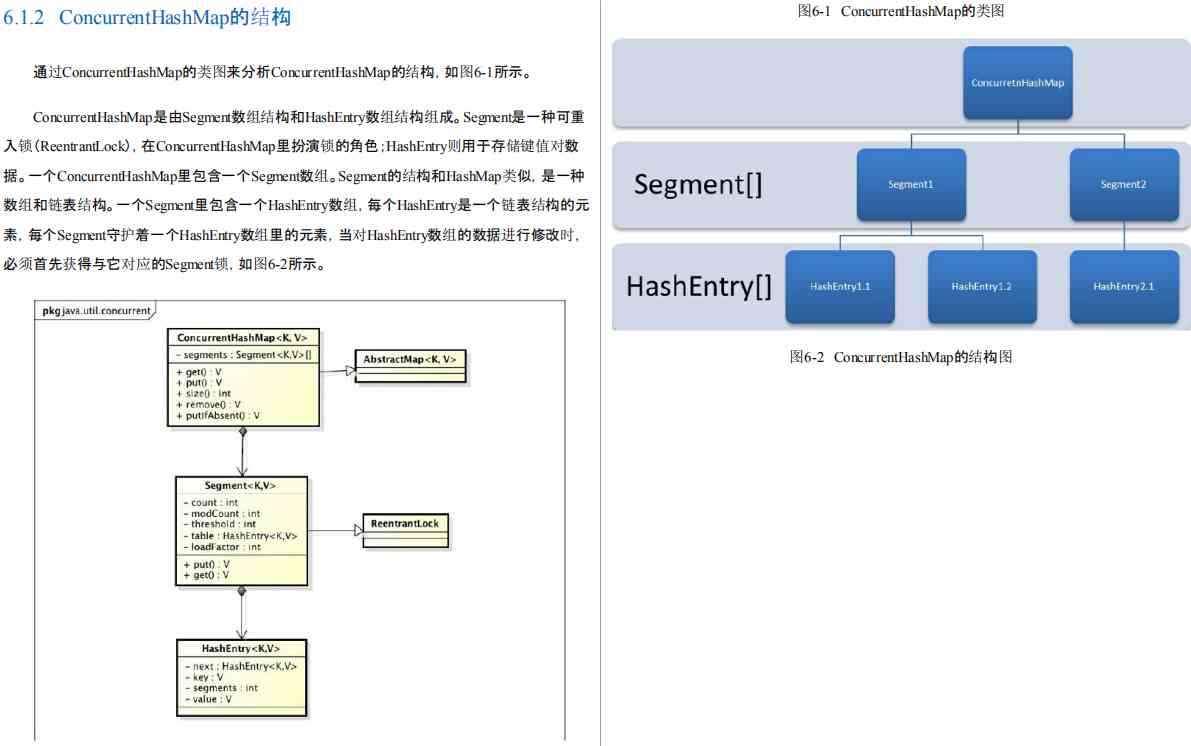 6.1.2 ConcurrentHashMap的结构
通过ConcurrentHashMap的类图来分析ConcurrentHashMap的结构，如图6-1所示。
ConcurrentHashMap是由Segment数组结构和HashEntry数组结构组成。Segment是一种可重
入锁（ReentrantLock），在ConcurrentHashMap里扮演锁的角色；HashEntry则用于存储键值对数
据。一个ConcurrentHashMap里包含一个Segment数组。Segment的结构和HashMap类似，是一种
数组和链表结构。一个Segment里包含一个HashEntry数组，每个HashEntry是一个链表结构的元
素，每个Segment守护着一个HashEntry数组里的元素，当对HashEntry数组的数据进行修改时，
必须首先获得与它对应的Segment锁，如图6-2所示。
pkg java.util.concurrent
ConcurrentHashMap<K, V>
- segments : Segment<K,V>[]
+ get() : V
+ put() : V
+ size() : int
+ remove() : V
+ putIfAbsent() : V
AbstractMap<K, V>
Segment<K,V>
- count : int
- modCount : int
- threshold : int
- table : HashEntry<K,V>
- loadFactor : int
+ put() : V
+ get() : V
ReentrantLock
HashEntry<K,V>
- next : HashEntry<K,V>
- key : V
- segments : int
- value : V
图6-1 ConcurrentHashMap的类图
ConcurretnHashMap
Segment[]
Segment1
Segment2
HashEntry[]
HashEntry1.1
HashEntry1.2
HashEntry2.1
图6-2 ConcurrentHashMap的结构图